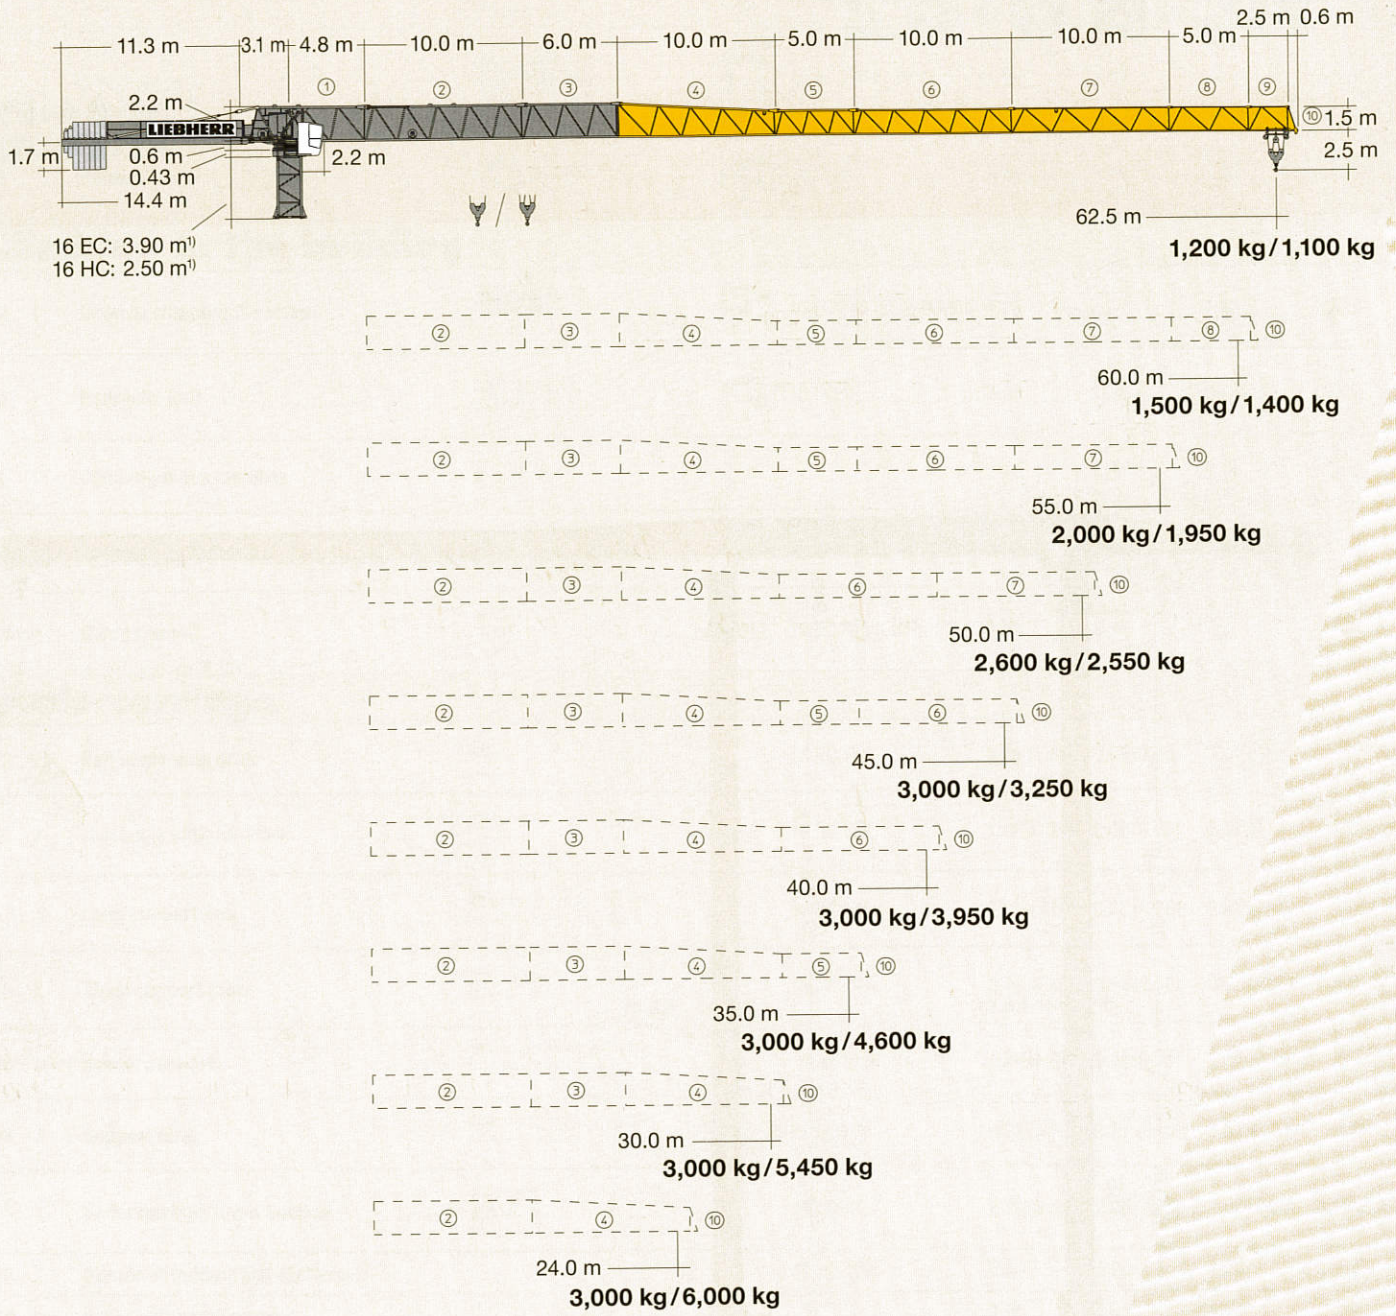 11.3 m 3.1 m 4.8 m 10.0 m 6.0 m 10.0 m 5.0 m 10.0 m 10.0 m 5.0 m 2.5 m 0.6 m
① ② ③ ④ ⑤ ⑥ ⑦ ⑧ ⑨
2.2 m
LIEBHERR
⑩ 1.5 m
1.7 m 0.6 m 2.2 m 2.5 m
0.43 m
14.4 m
/
62.5 m
16 EC: 3.90 m1)
16 HC: 2.50 m1)
1,200 kg/1,100 kg
② ③ ④ ⑤ ⑥ ⑦ ⑧ ⑩
60.0 m
1,500 kg/1,400 kg
② ③ ④ ⑤ ⑥ ⑦ ⑩
55.0 m
2,000 kg/1,950 kg
② ③ ④ ⑥ ⑦ ⑩
50.0 m
2,600 kg/2,550 kg
② ③ ④ ⑤ ⑥ ⑩
45.0 m
3,000 kg/3,250 kg
② ③ ④ ⑥ ⑩
40.0 m
3,000 kg/3,950 kg
② ③ ④ ⑤ ⑩
35.0 m
3,000 kg/4,600 kg
② ③ ④ ⑩
30.0 m
3,000 kg/5,450 kg
② ④ ⑩
24.0 m
3,000 kg/6,000 kg